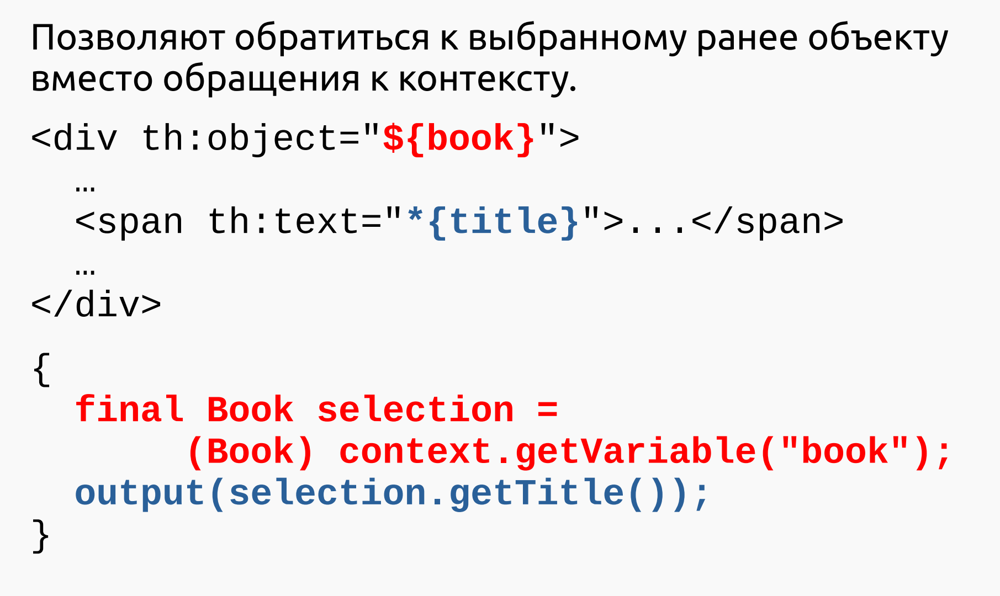 Позволяют обратиться к выбранному ранее объекту
вместо обращения к контексту.
<div th:object="${book}">
…
<span th:text="*{title}">...</span>
…
</div>
{
final Book selection =
(Book) context.getVariable("book");
output(selection.getTitle());
}